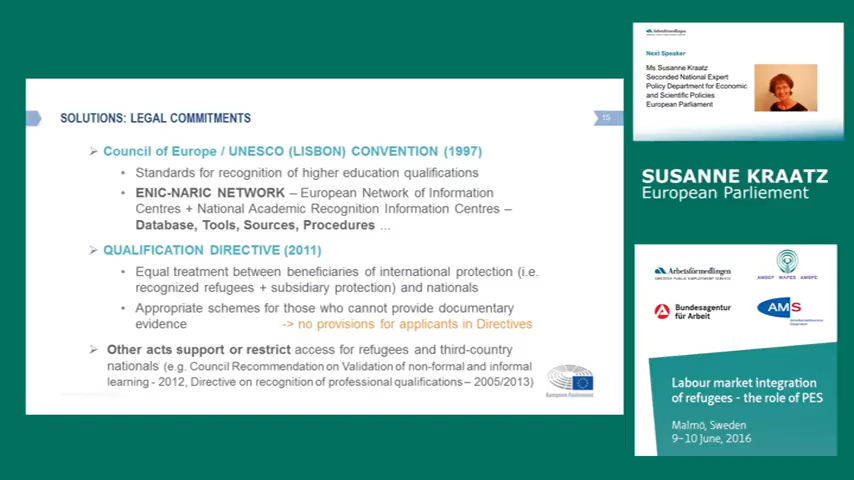 SOLUTIONS: LEGAL COMMITMENTS
15
➢ Council of Europe / UNESCO (LISBON) CONVENTION (1997)
• Standards for recognition of higher education qualifications
• ENIC-NARIC NETWORK – European Network of Information
Centres + National Academic Recognition Information Centres –
Database, Tools, Sources, Procedures ...
➢ QUALIFICATION DIRECTIVE (2011)
• Equal treatment between beneficiaries of international protection (i.e.
recognized refugees + subsidiary protection) and nationals
• Appropriate schemes for those who cannot provide documentary
evidence -> no provisions for applicants in Directives
➢ Other acts support or restrict access for refugees and third-country
nationals (e.g. Council Recommendation on Validation of non-formal and informal
learning - 2012, Directive on recognition of professional qualifications – 2005/2013)
European Parliament
Arbetsförmedlingen
Next Speaker
Ms Susanne Kraatz
Seconded National Expert
Policy Department for Economic
and Scientific Policies
European Parliament
SUSANNE KRAATZ
European Parliement
Arbetsförmedlingen
SWEDISH PUBLIC EMPLOYMENT SERVICE
AMSEP WAPES AMSPE
Bundesagentur
für Arbeit
AMS
Labour market integration
of refugees - the role of PES
Malmö, Sweden
9–10 June, 2016